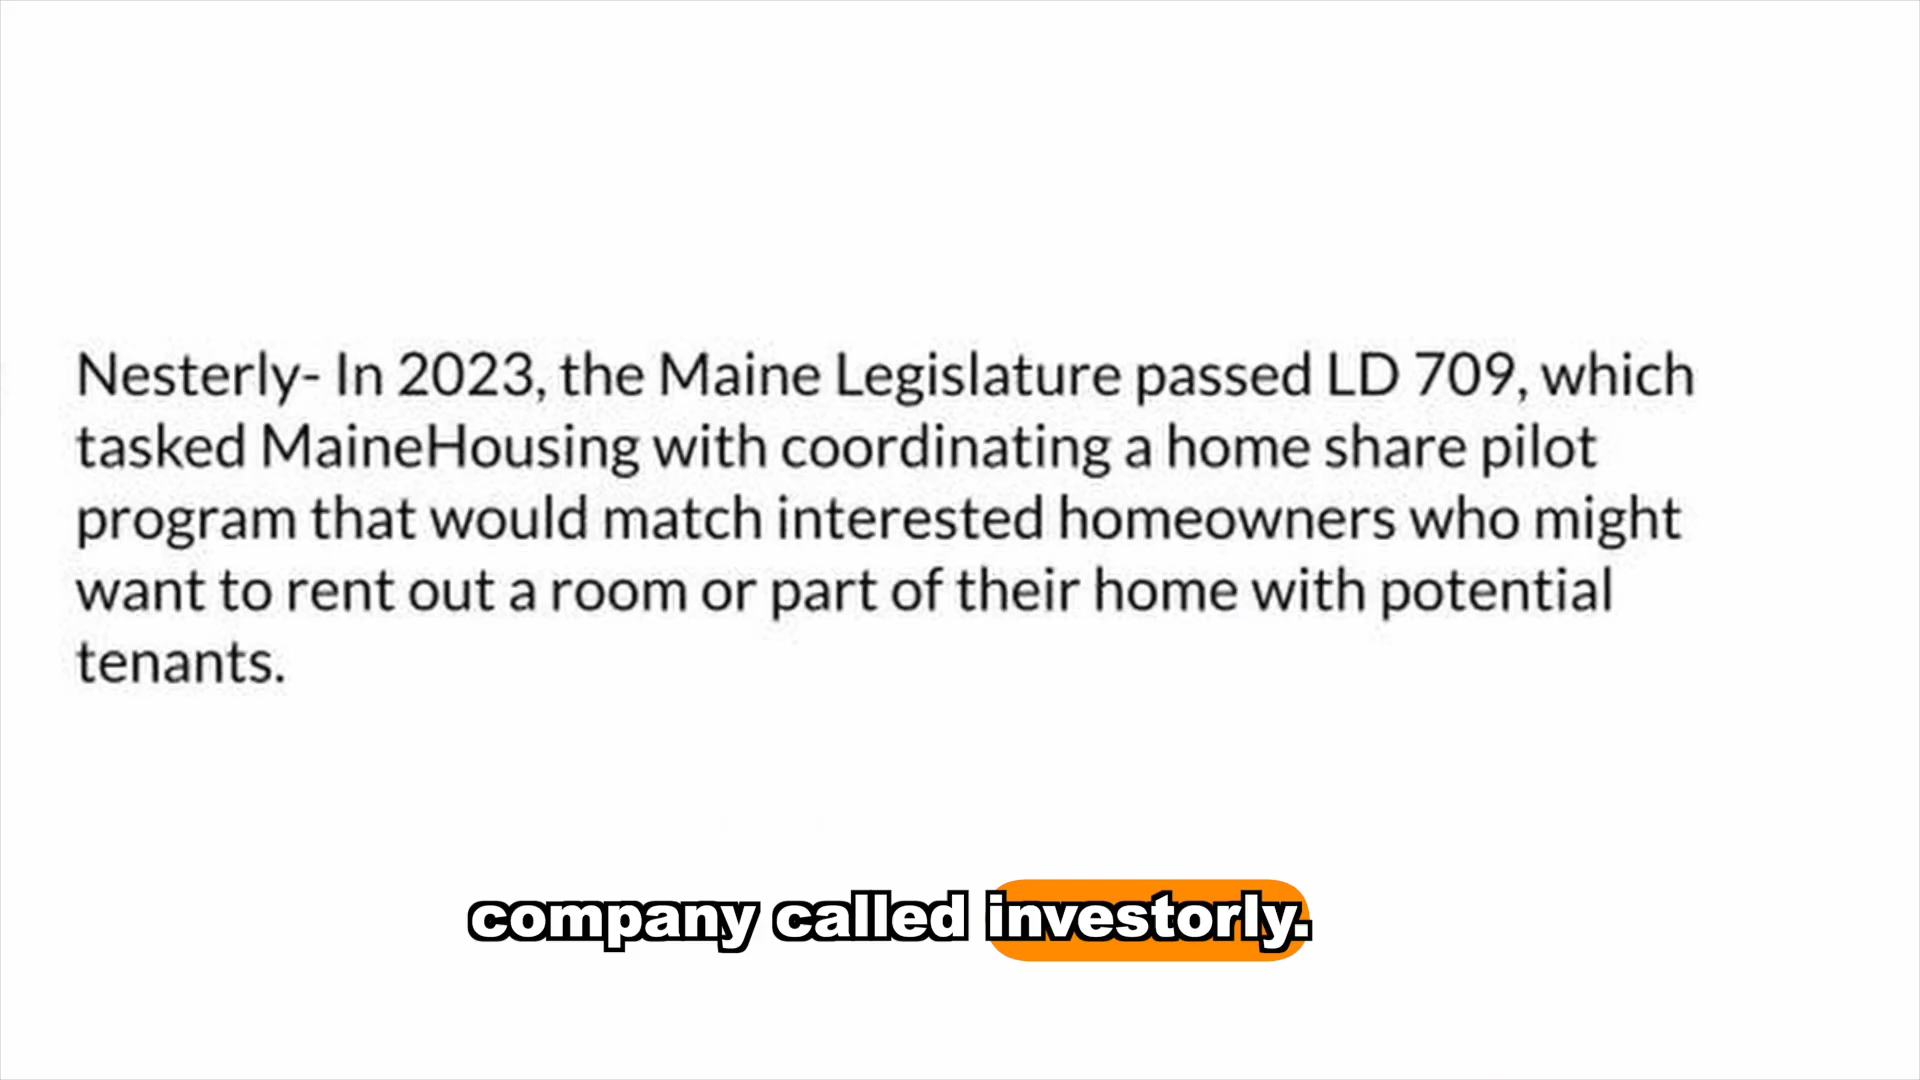 Nesterly- In 2023, the Maine Legislature passed LD 709, which
tasked MaineHousing with coordinating a home share pilot
program that would match interested homeowners who might
want to rent out a room or part of their home with potential
tenants.
company called investorly.